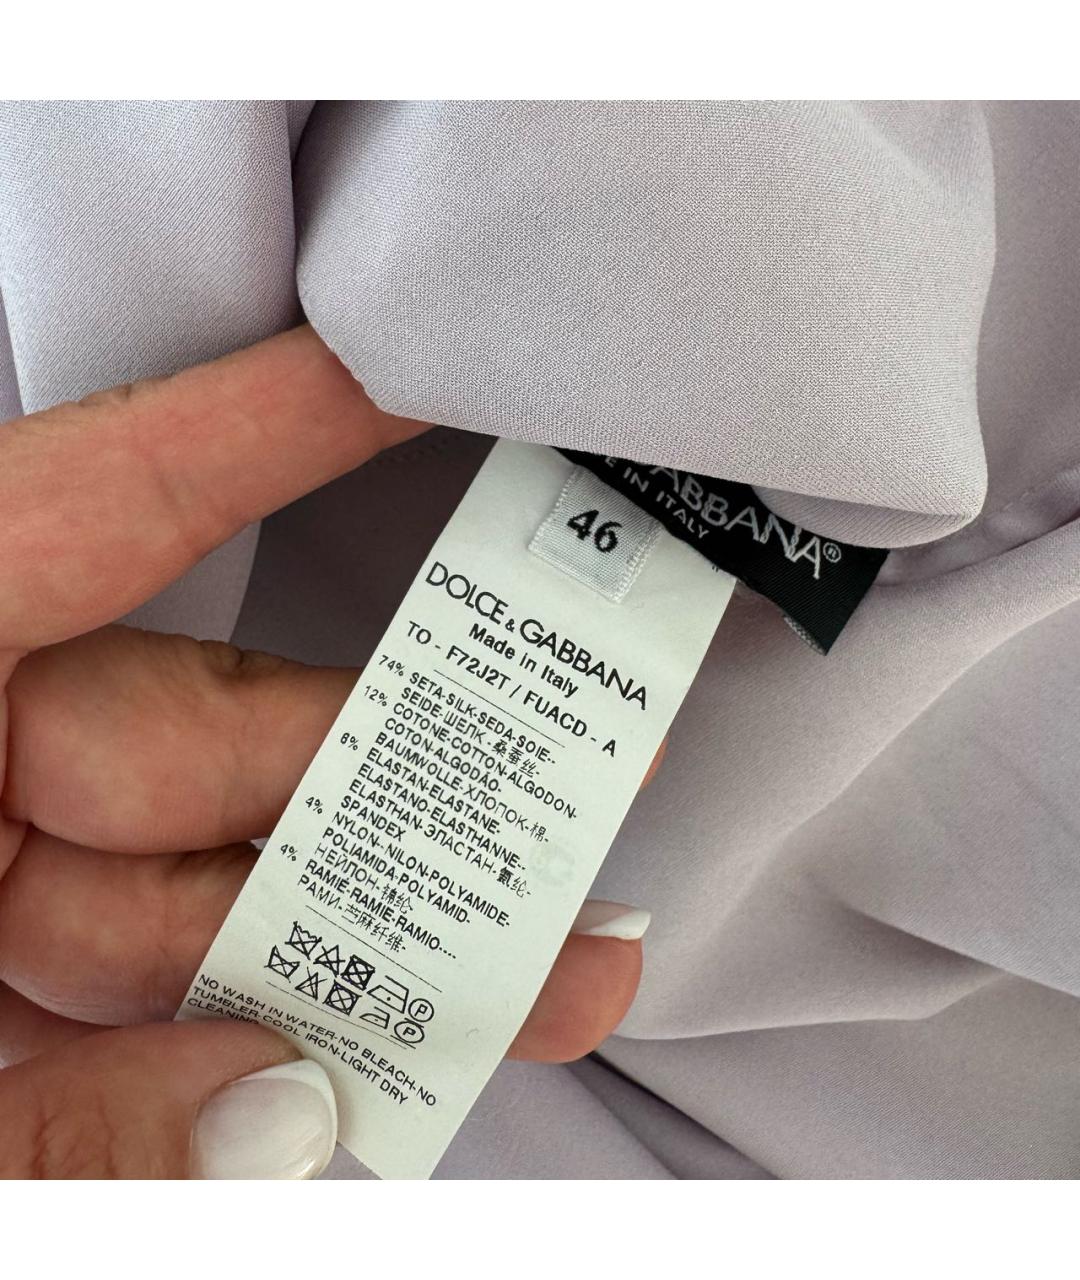 GABBANA®
E IN ITALY
46
DOLCE & GABBANA
Made in Italy
TO - F72J2T / FUACD - A
74% SETA-SILK-SEDA-SOIE--
SEIDE-ШЕЛК-桑蚕丝-
12% COTONE-COTTON-ALGODON-
COTON-ALGODÃO-
BAUMWOLLE-ХЛОПОК-棉-
6% ELASTAN-ELASTANE-
ELASTANO-ELASTHANNE--
ELASTHAN-ЭЛАСТАН-氨纶-
SPANDEX
4% NYLON-NILON-POLYAMIDE-
POLIAMIDA-POLYAMID-
НЕЙЛОН-锦纶-
4% RAMIE-RAMIE-RAMIO----
РАМИ-苎麻纤维-
P
P
NO WASH IN WATER-NO BLEACH-NO
TUMBLER-COOL IRON-LIGHT DRY
CLEANING